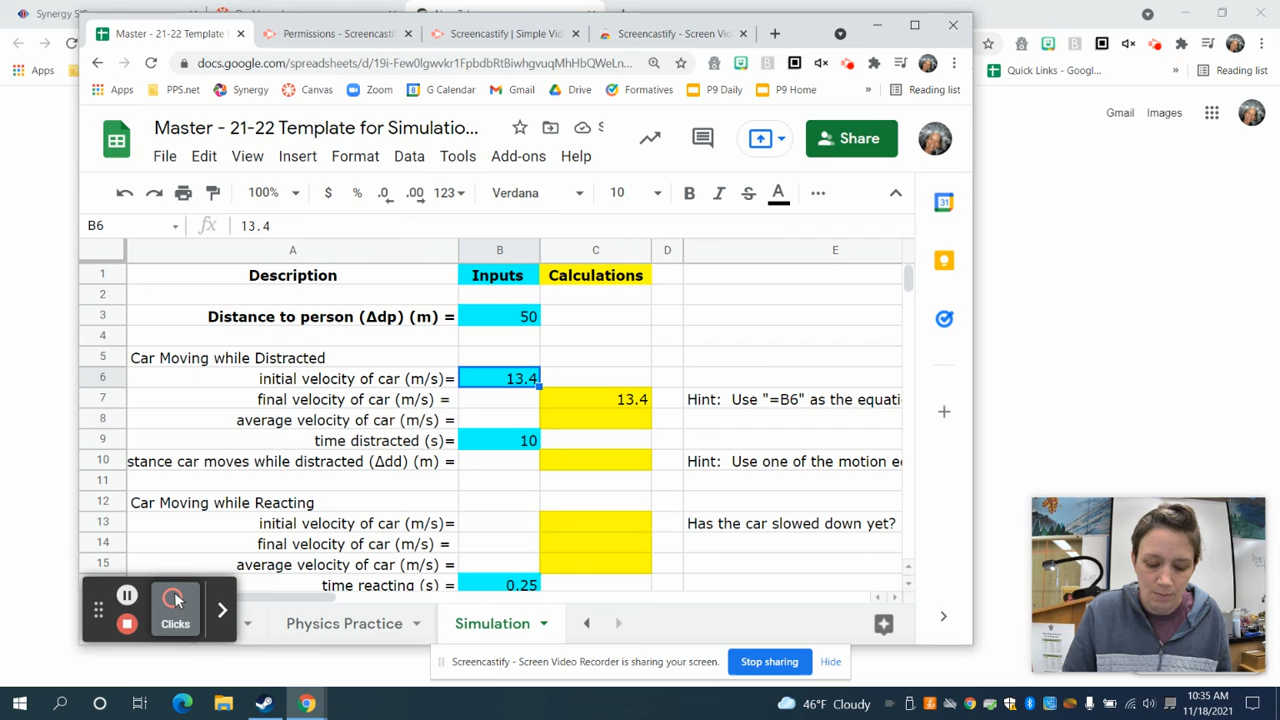 Synergy S
Master - 21-22 Template
Permissions - Screencastif
Screencastify | Simple Vid
Screencastify - Screen Vid
docs.google.com/spreadsheets/d/19i-Few0lgwkr1FpbdbRtBiwhgvuqMhHbQWeLn...
Apps
Apps PPS.net Synergy Canvas Zoom G Calendar Gmail Drive Formatives P9 Daily P9 Home » Reading list
Quick Links - Googl... » Reading list
Gmail Images
Master - 21-22 Template for Simulatio...
Share
File Edit View Insert Format Data Tools Add-ons Help
100% $ % .0 .00 123 Verdana 10 B I S A
B6 fx 13.4
A B C D E
1 Description Inputs Calculations
2
3 Distance to person (Δdp) (m) = 50
4
5 Car Moving while Distracted
6 initial velocity of car (m/s)= 13.4
7 final velocity of car (m/s) = 13.4 Hint: Use "=B6" as the equati
8 average velocity of car (m/s) =
9 time distracted (s)= 10
10 stance car moves while distracted (Δdd) (m) = Hint: Use one of the motion e
11
12 Car Moving while Reacting
13 initial velocity of car (m/s)= Has the car slowed down yet?
14 final velocity of car (m/s) =
15 average velocity of car (m/s) =
time reacting (s) = 0.25
Clicks
Physics Practice Simulation
Screencastify - Screen Video Recorder is sharing your screen. Stop sharing Hide
46°F Cloudy
10:35 AM
11/18/2021